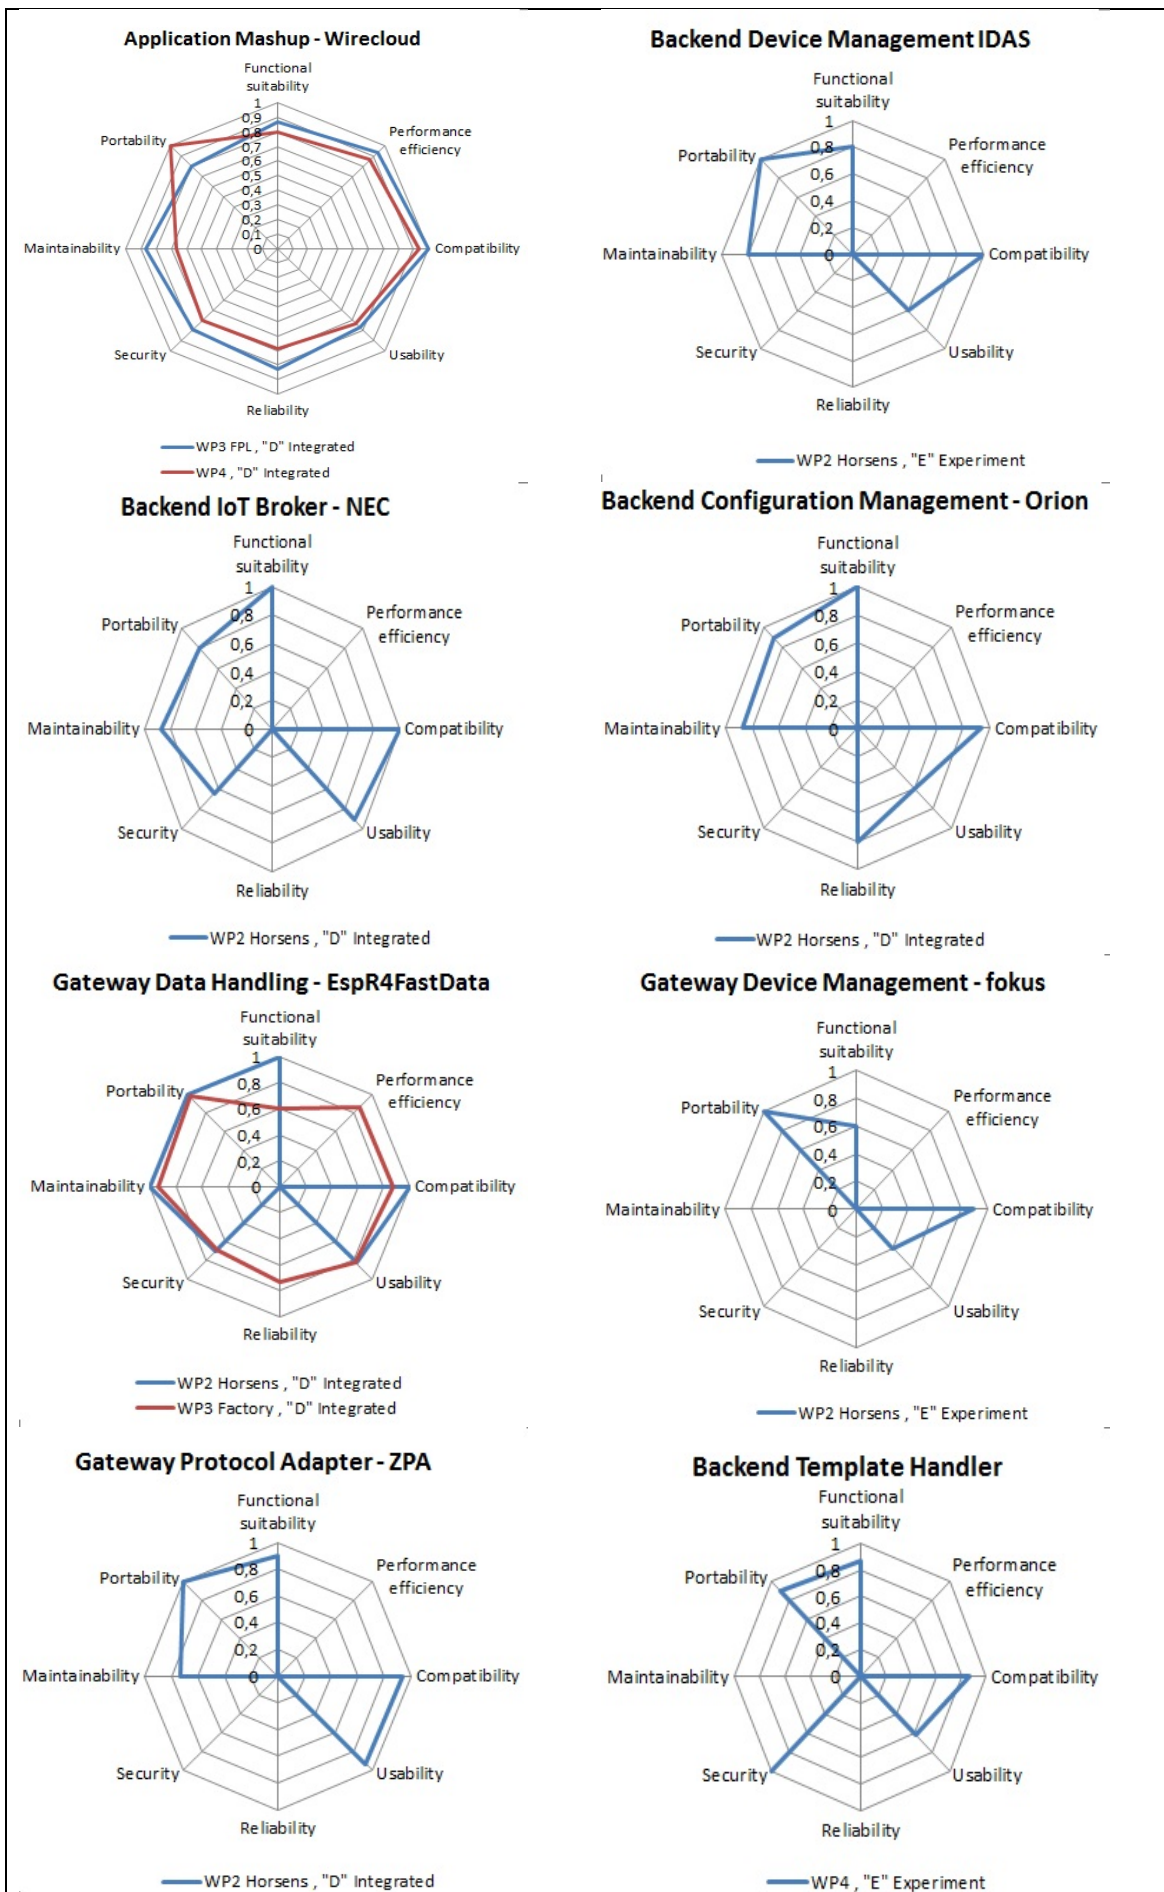 Application Mashup - Wirecloud
Functional
suitability
1
0,9
0,8
0,7
0,6
0,5
0,4
0,3
0,2
0,1
0
Performance
efficiency
Compatibility
Usability
Reliability
Security
Maintainability
Portability
WP3 FPL , "D" Integrated
WP4 , "D" Integrated
Backend Device Management IDAS
Functional
suitability
1
0,8
0,6
0,4
0,2
0
Performance
efficiency
Compatibility
Usability
Reliability
Security
Maintainability
Portability
WP2 Horsens , "E" Experiment
Backend IoT Broker - NEC
Functional
suitability
1
0,8
0,6
0,4
0,2
0
Performance
efficiency
Compatibility
Usability
Reliability
Security
Maintainability
Portability
WP2 Horsens , "D" Integrated
Backend Configuration Management - Orion
Functional
suitability
1
0,8
0,6
0,4
0,2
0
Performance
efficiency
Compatibility
Usability
Reliability
Security
Maintainability
Portability
WP2 Horsens , "D" Integrated
Gateway Data Handling - EspR4FastData
Functional
suitability
1
0,8
0,6
0,4
0,2
0
Performance
efficiency
Compatibility
Usability
Reliability
Security
Maintainability
Portability
WP2 Horsens , "D" Integrated
WP3 Factory , "D" Integrated
Gateway Device Management - fokus
Functional
suitability
1
0,8
0,6
0,4
0,2
0
Performance
efficiency
Compatibility
Usability
Reliability
Security
Maintainability
Portability
WP2 Horsens , "E" Experiment
Gateway Protocol Adapter - ZPA
Functional
suitability
1
0,8
0,6
0,4
0,2
0
Performance
efficiency
Compatibility
Usability
Reliability
Security
Maintainability
Portability
WP2 Horsens , "D" Integrated
Backend Template Handler
Functional
suitability
1
0,8
0,6
0,4
0,2
0
Performance
efficiency
Compatibility
Usability
Reliability
Security
Maintainability
Portability
WP4 , "E" Experiment